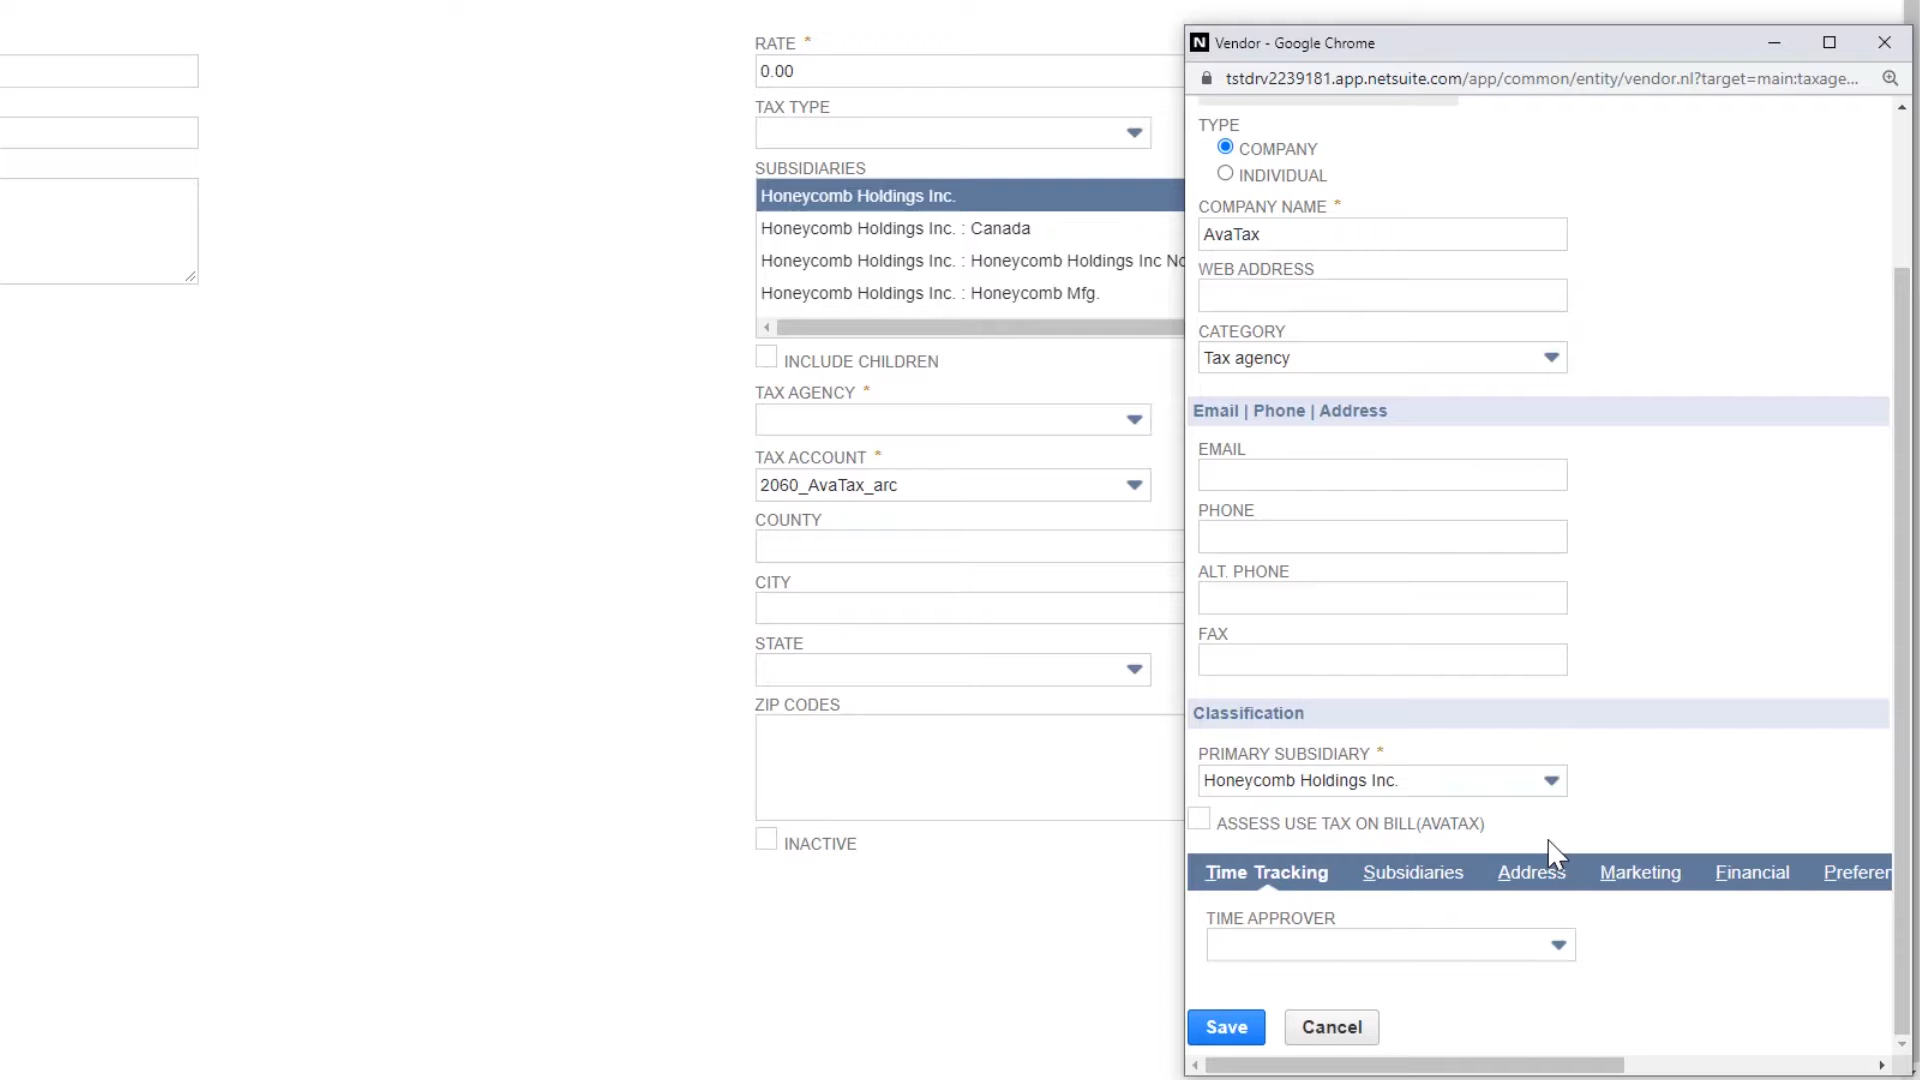 RATE *
0.00
TAX TYPE
SUBSIDIARIES
Honeycomb Holdings Inc.
Honeycomb Holdings Inc. : Canada
Honeycomb Holdings Inc. : Honeycomb Holdings Inc No
Honeycomb Holdings Inc. : Honeycomb Mfg.
INCLUDE CHILDREN
TAX AGENCY *
TAX ACCOUNT *
2060_AvaTax_arc
COUNTY
CITY
STATE
ZIP CODES
INACTIVE
N Vendor - Google Chrome
tstdrv2239181.app.netsuite.com/app/common/entity/vendor.nl?target=main:taxage...
TYPE
COMPANY
INDIVIDUAL
COMPANY NAME *
AvaTax
WEB ADDRESS
CATEGORY
Tax agency
Email | Phone | Address
EMAIL
PHONE
ALT. PHONE
FAX
Classification
PRIMARY SUBSIDIARY *
Honeycomb Holdings Inc.
ASSESS USE TAX ON BILL(AVATAX)
Time Tracking Subsidiaries Address Marketing Financial Preferen
TIME APPROVER
Save Cancel